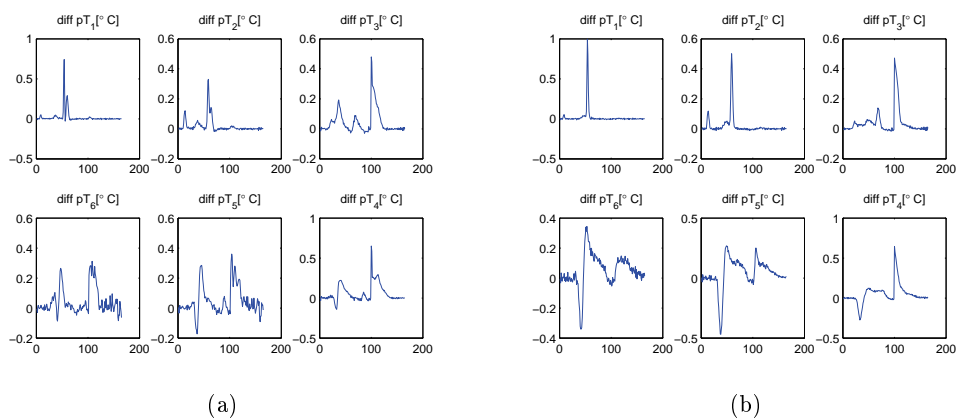 diff pT1[° C] diff pT2[° C] diff pT3[° C] diff pT1[° C] diff pT2[° C] diff pT3[° C]
1 0.6 0.6 1 0.6 0.6
0.4 0.4 0.4 0.4
0.5 0.5
0.2 0.2 0.2 0.2
0 0 0 0 0 0
−0.5 −0.2 −0.2 −0.5 −0.2 −0.2
0 100 200 0 100 200 0 100 200 0 100 200 0 100 200 0 100 200
diff pT6[° C] diff pT5[° C] diff pT4[° C] diff pT6[° C] diff pT5[° C] diff pT4[° C]
0.6 0.6 1 0.4 0.5 1
0.4 0.4 0.5 0.2 0.5
0.2 0.2 0 0
0 0 0 −0.2 0
−0.2 −0.2 −0.5 −0.4 −0.5 −0.5
0 100 200 0 100 200 0 100 200 0 100 200 0 100 200 0 100 200
(a) (b)